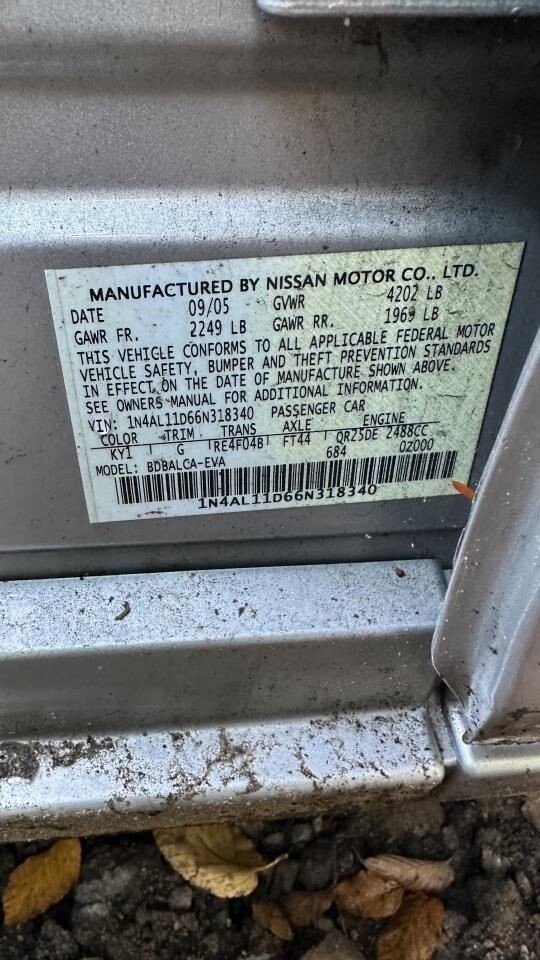 MANUFACTURED BY NISSAN MOTOR CO., LTD.
DATE 09/05 GVWR 4202 LB
GAWR FR. 2249 LB GAWR RR. 1969 LB
THIS VEHICLE CONFORMS TO ALL APPLICABLE FEDERAL MOTOR
VEHICLE SAFETY, BUMPER AND THEFT PREVENTION STANDARDS
IN EFFECT ON THE DATE OF MANUFACTURE SHOWN ABOVE.
SEE OWNERS MANUAL FOR ADDITIONAL INFORMATION.
VIN: 1N4AL11D66N318340 PASSENGER CAR
COLOR TRIM TRANS AXLE ENGINE
KY1 G RE4F04B FT44 QR25DE 2488CC
MODEL: BDBALCA-EVA 684 0Z000
1N4AL11D66N318340